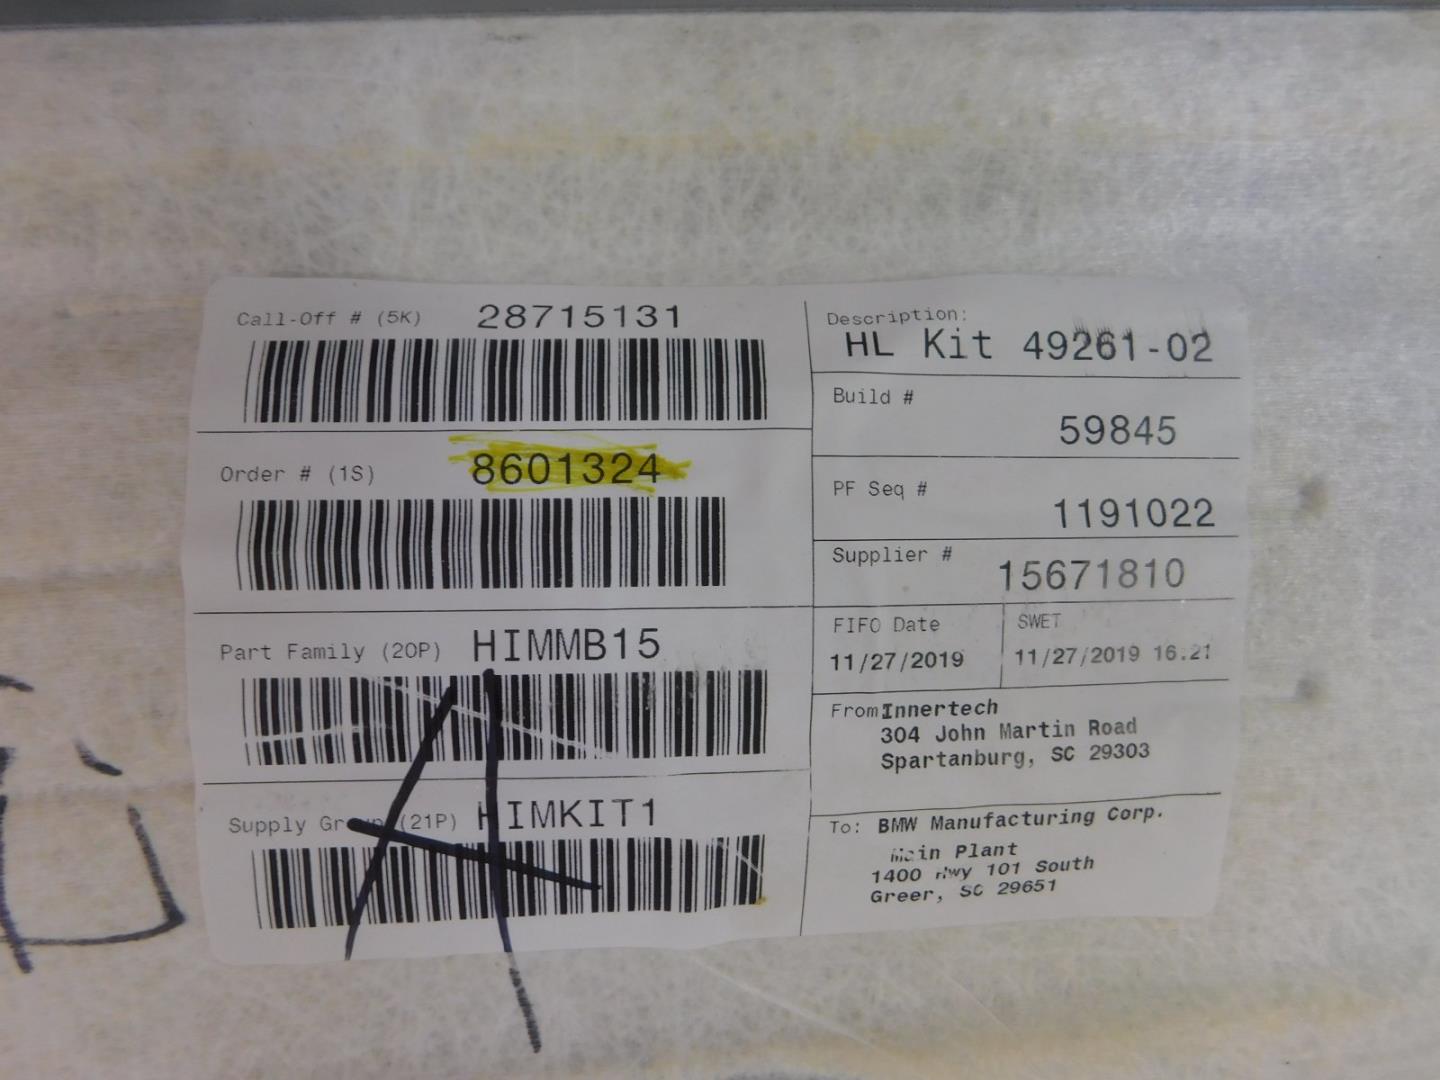 Call-Off # (5K) 28715131
Order # (1S) 8601324
Part Family (20P) HIMMB15
Supply Group (21P) HIMKIT1
Description:
HL Kit 49261-02
Build #
59845
PF Seq #
1191022
Supplier #
15671810
FIFO Date
11/27/2019
SWET
11/27/2019 16.21
From Innertech
304 John Martin Road
Spartanburg, SC 29303
To: BMW Manufacturing Corp.
Main Plant
1400 Hwy 101 South
Greer, SC 29651
A